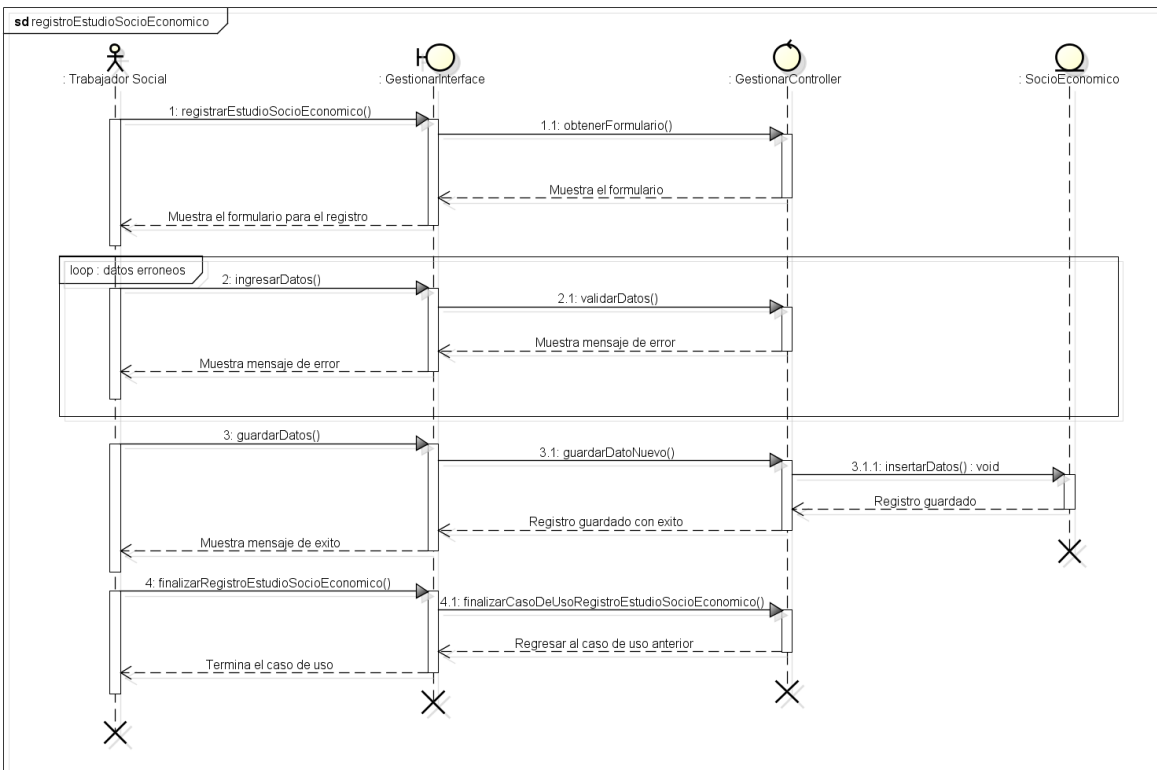 sd registroEstudioSocioEconomico
: Trabajador Social
: GestionarInterface
: GestionarController
: SocioEconomico
1: registrarEstudioSocioEconomico()
1.1: obtenerFormulario()
Muestra el formulario
Muestra el formulario para el registro
loop : datos erroneos
2: ingresarDatos()
2.1: validarDatos()
Muestra mensaje de error
Muestra mensaje de error
3: guardarDatos()
3.1: guardarDatoNuevo()
3.1.1: insertarDatos() : void
Registro guardado
Registro guardado con exito
Muestra mensaje de exito
4: finalizarRegistroEstudioSocioEconomico()
4.1: finalizarCasoDeUsoRegistroEstudioSocioEconomico()
Regresar al caso de uso anterior
Termina el caso de uso